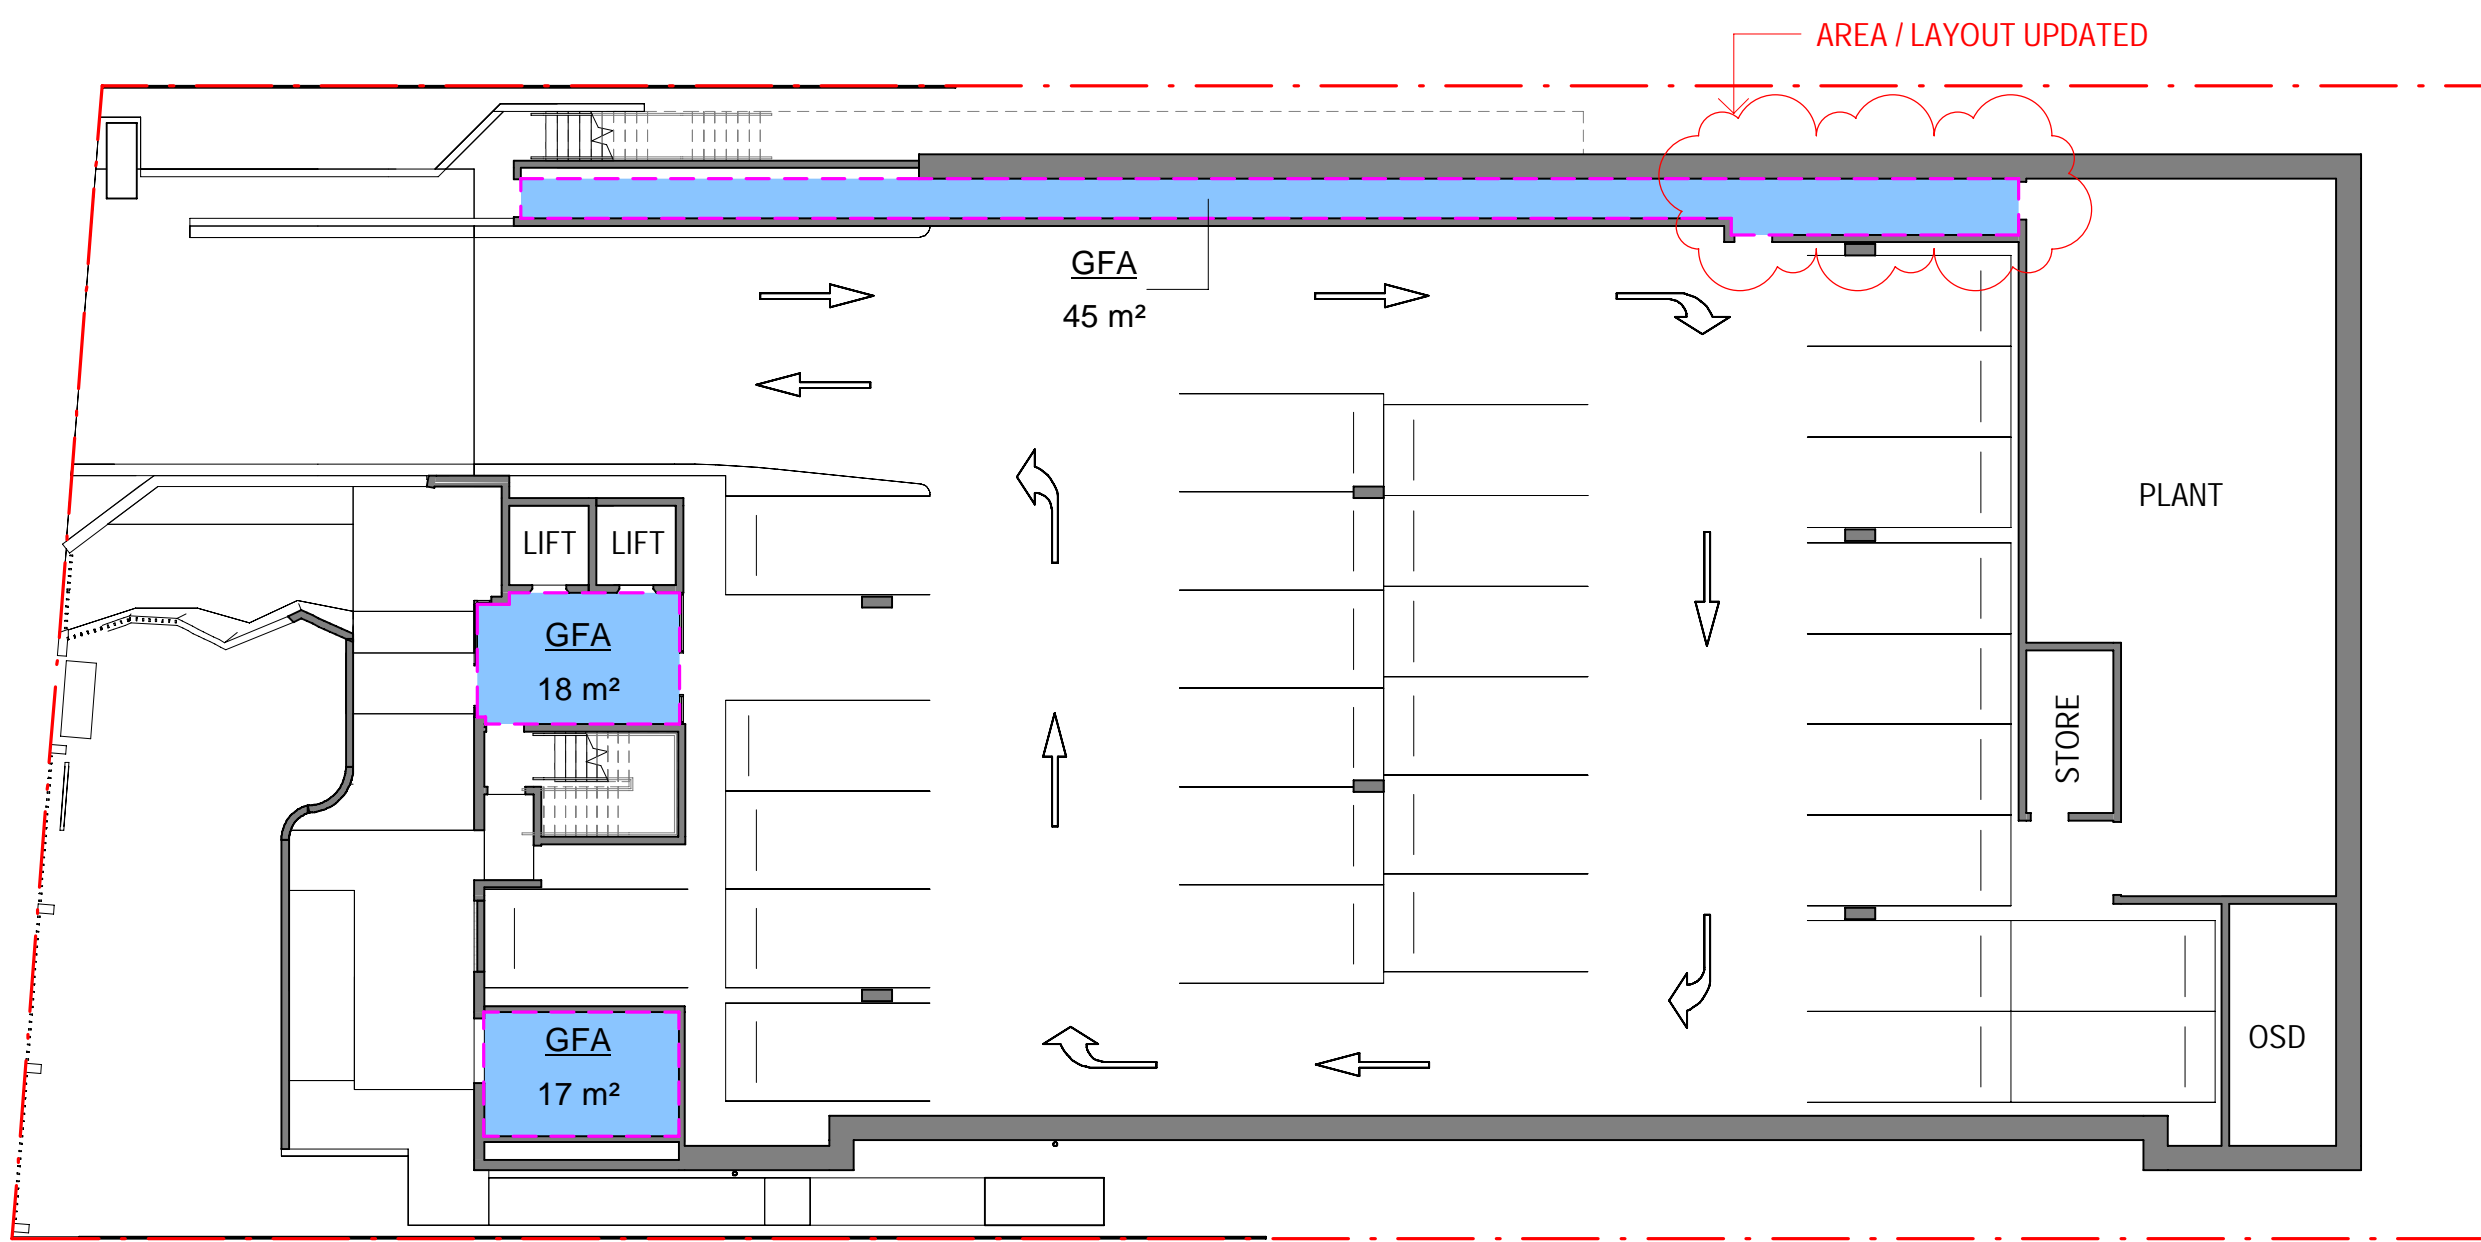 AREA / LAYOUT UPDATED
GFA
45 m²
PLANT
LIFT
LIFT
GFA
18 m²
STORE
GFA
17 m²
OSD